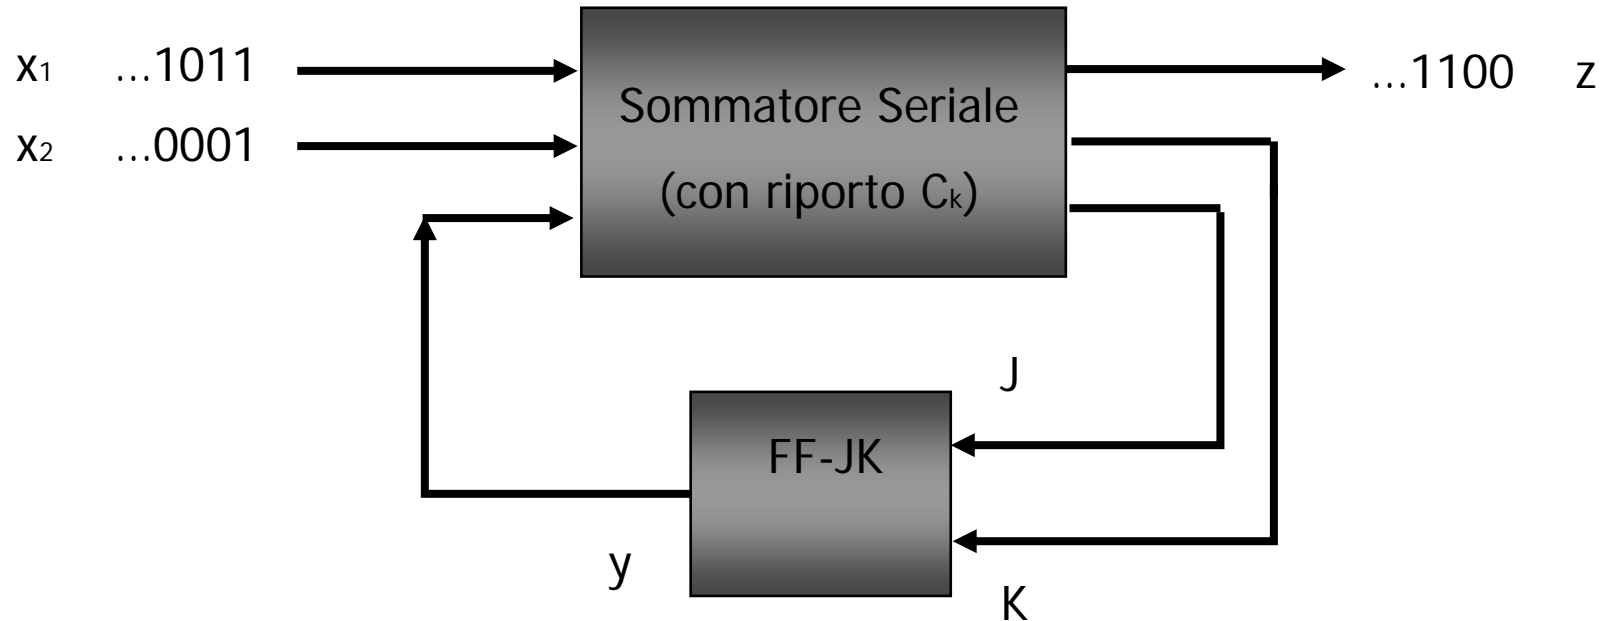 x1 ...1011
x2 ...0001
Sommatore Seriale
(con riporto Ck)
...1100 z
J
FF-JK
y
K